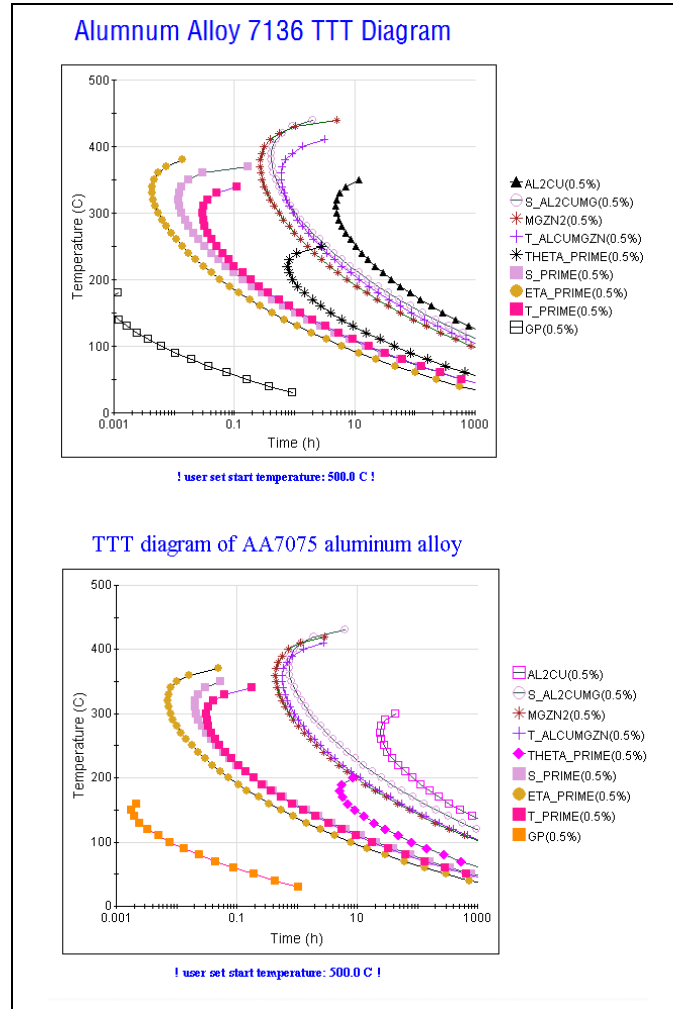 Alumnum Alloy 7136 TTT Diagram
500
400
300
200
100
0
Temperature (C)
0.001
0.1
10
1000
Time (h)
AL2CU(0.5%)
S_AL2CUMG(0.5%)
MGZN2(0.5%)
T_ALCUMGZN(0.5%)
THETA_PRIME(0.5%)
S_PRIME(0.5%)
ETA_PRIME(0.5%)
T_PRIME(0.5%)
GP(0.5%)
! user set start temperature: 500.0 C !
TTT diagram of AA7075 aluminum alloy
500
400
300
200
100
0
Temperature (C)
0.001
0.1
10
1000
Time (h)
AL2CU(0.5%)
S_AL2CUMG(0.5%)
MGZN2(0.5%)
T_ALCUMGZN(0.5%)
THETA_PRIME(0.5%)
S_PRIME(0.5%)
ETA_PRIME(0.5%)
T_PRIME(0.5%)
GP(0.5%)
! user set start temperature: 500.0 C !